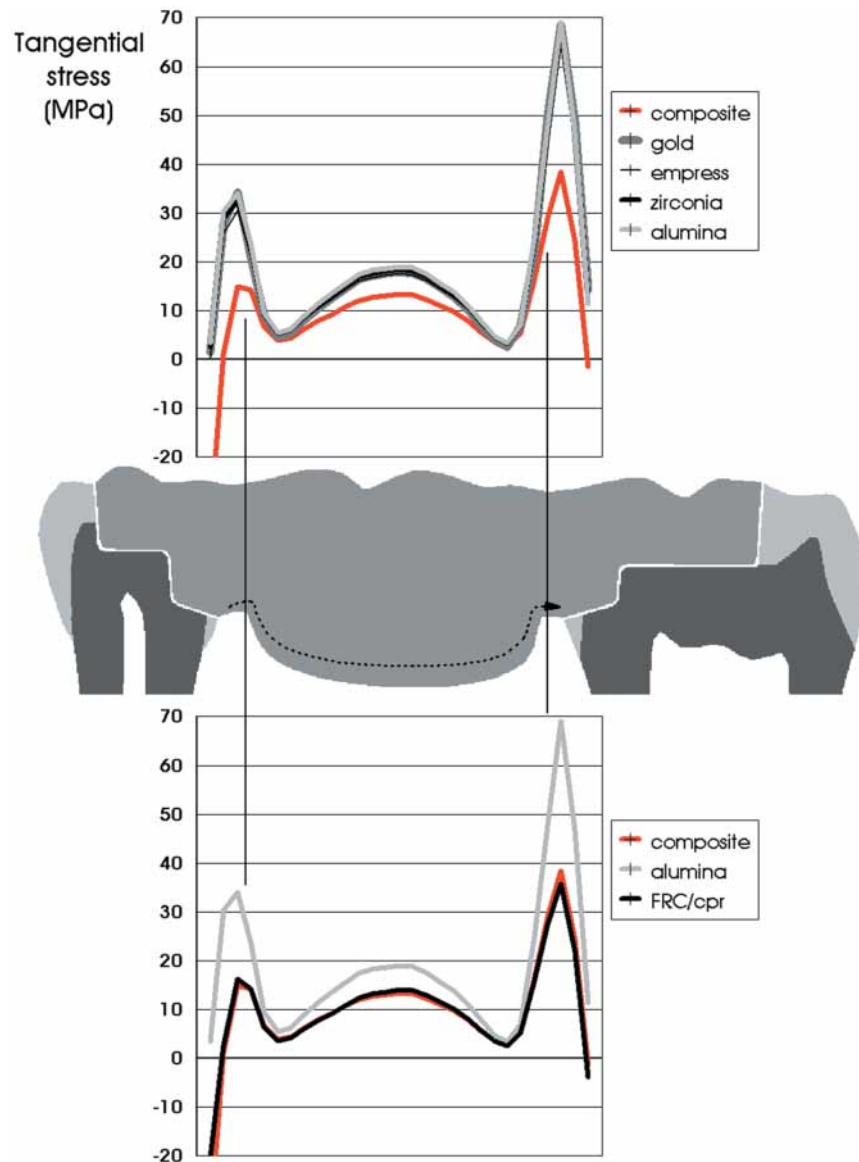 Tangential
stress
(MPa)
70
60
50
40
30
20
10
0
-10
-20
composite
gold
empress
zirconia
alumina
70
60
50
40
30
20
10
0
-10
-20
composite
alumina
FRC/cpr